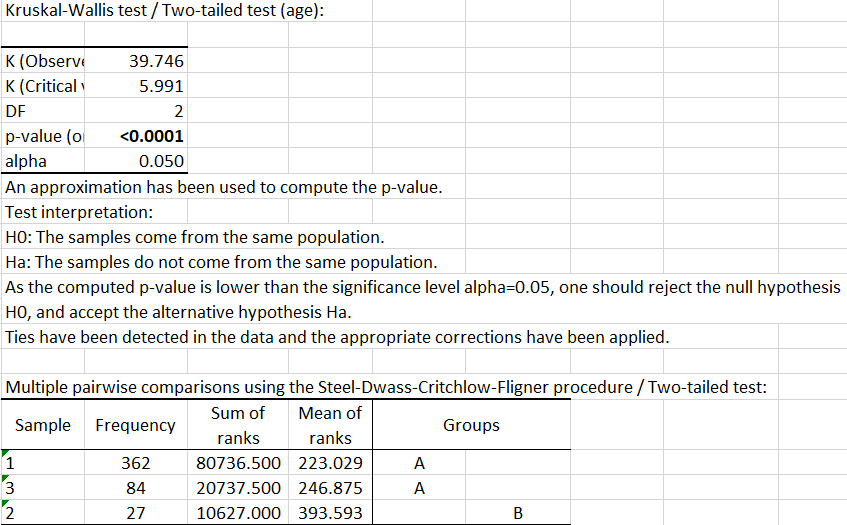 Kruskal-Wallis test / Two-tailed test (age):
K (Observe 39.746
K (Critical 5.991
DF 2
p-value (o <0.0001
alpha 0.050
An approximation has been used to compute the p-value.
Test interpretation:
H0: The samples come from the same population.
Ha: The samples do not come from the same population.
As the computed p-value is lower than the significance level alpha=0.05, one should reject the null hypothesis
H0, and accept the alternative hypothesis Ha.
Ties have been detected in the data and the appropriate corrections have been applied.
Multiple pairwise comparisons using the Steel-Dwass-Critchlow-Fligner procedure / Two-tailed test:
Sample Frequency Sum of ranks Mean of ranks Groups
1 362 80736.500 223.029 A
3 84 20737.500 246.875 A
2 27 10627.000 393.593 B